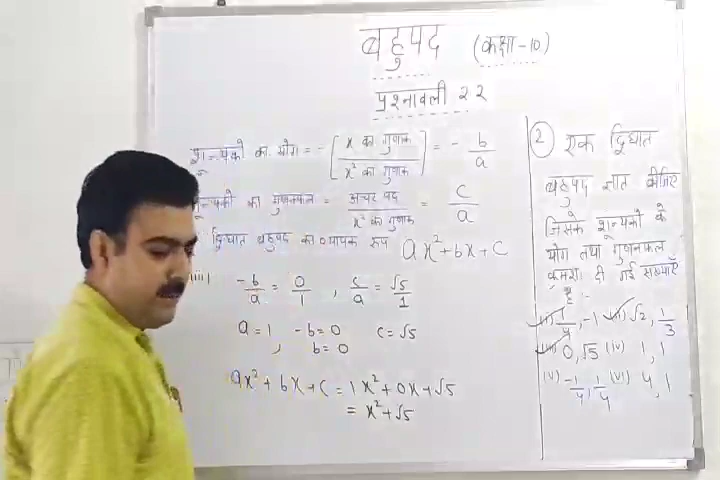 बहुपद (कक्षा-10)
प्रश्नावली 2.2
शून्यको का योग = - [x का गुणांक / x² का गुणांक] = - b/a
शून्यको का गुणनफल = अचर पद / x² का गुणांक = c/a
द्विघात बहुपद का व्यापक रूप ax²+bx+c
-b/a = 0/1 , c/a = √5/1
a=1 , -b=0 c=√5
b=0
ax²+bx+c = 1x²+0x+√5
= x²+√5
② एक द्विघात
बहुपद ज्ञात कीजिए
जिसके शून्यको के
योग तथा गुणनफल
क्रमशः दी गई संख्याएँ
है :-
(i) 1/4, -1 (ii) √2, 1/3
(iii) 0, √5 (iv) 1, 1
(v) -1/4, 1/4 (vi) 4, 1